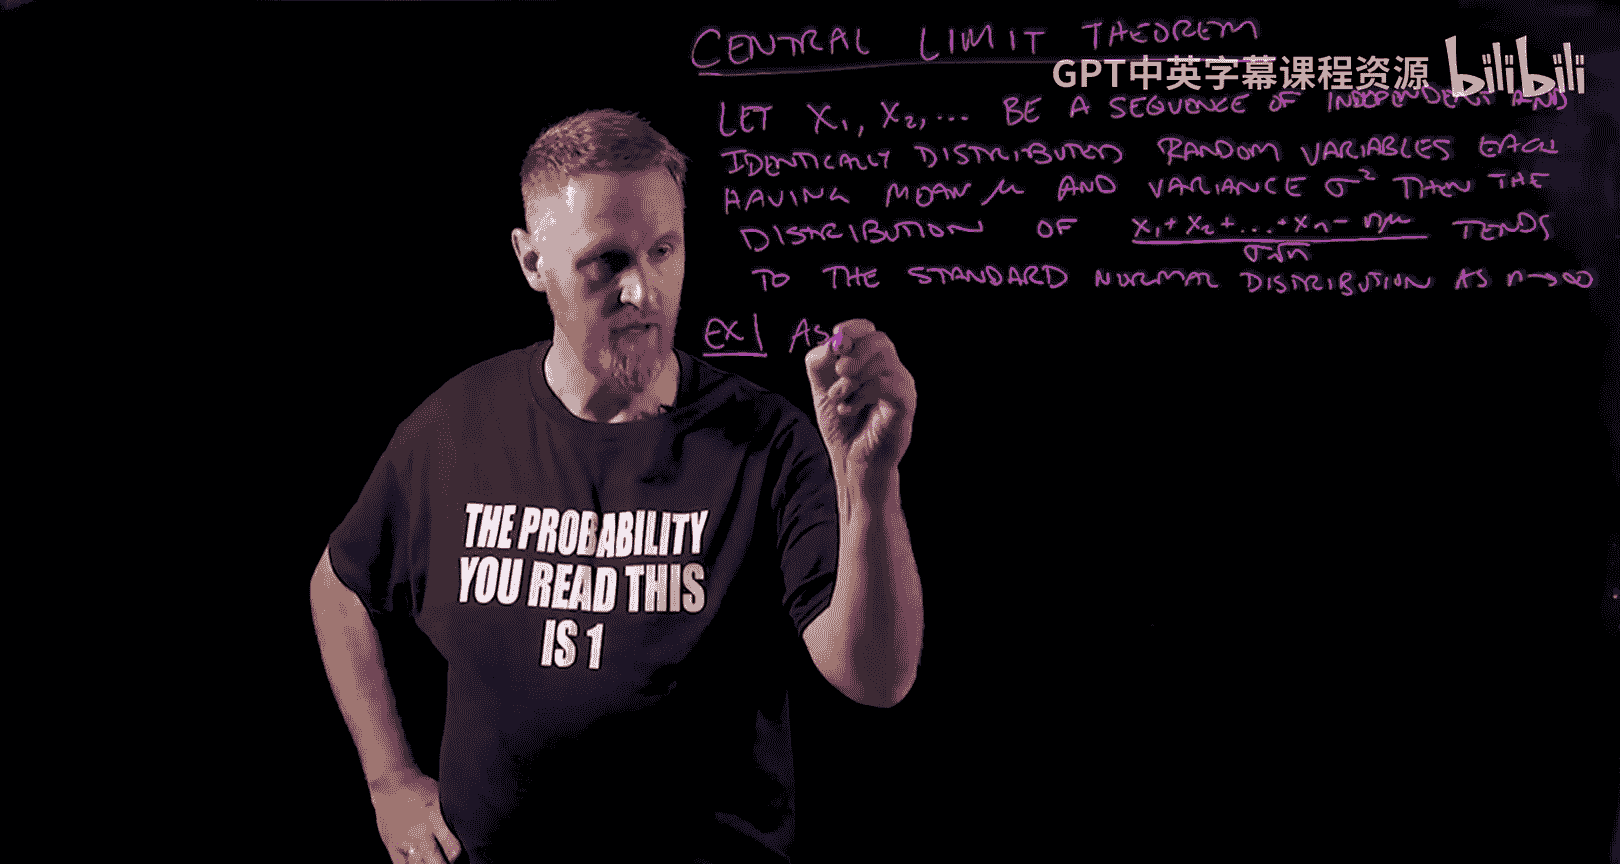 CENTRAL LIMIT THEOREM
GPT中英字幕课程资源 bilibili
LET X₁, X₂, ... BE A SEQUENCE OF INDEPENDENT AND
IDENTICALLY DISTRIBUTED RANDOM VARIABLES EACH
HAVING MEAN μ AND VARIANCE σ² THEN THE
DISTRIBUTION OF (X₁ + X₂ + ... + Xₙ - nμ)/(σ√n) TENDS
TO THE STANDARD NORMAL DISTRIBUTION AS n→∞
EX| AS
THE PROBABILITY
YOU READ THIS
IS 1